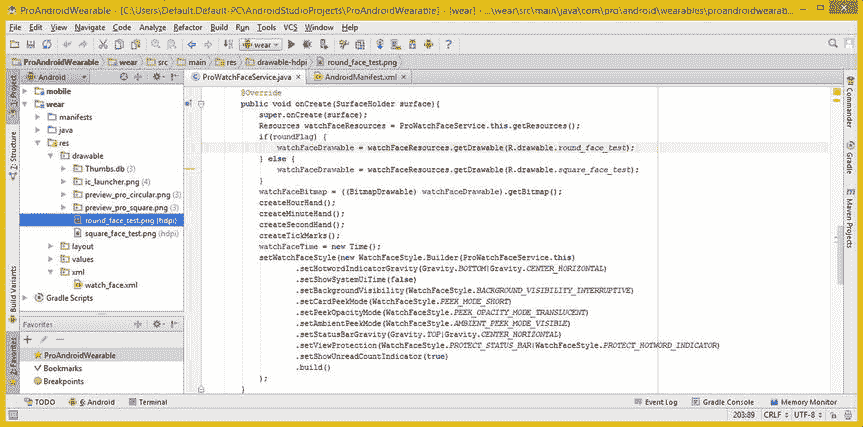 ProAndroidWearable - [C:\Users\Default.Default-PC\AndroidStudioProjects\ProAndroidWearable] - [wear] - ...\wear\src\main\java\com\pro\android\wearables\proandroidwearab...
File Edit View Navigate Code Analyze Refactor Build Run Tools VCS Window Help
wear
ProAndroidWearable wear src main res drawable-hdpi round_face_test.png
Android
ProWatchFaceService.java AndroidManifest.xml
1: Project
Z: Structure
Build Variants
2: Favorites
mobile
wear
manifests
java
res
drawable
Thumbs.db (3)
ic_launcher.png (4)
preview_pro_circular.png (3)
preview_pro_square.png (3)
round_face_test.png (hdpi)
square_face_test.png (hdpi)
layout
values
xml
watch_face.xml
Gradle Scripts
Favorites
ProAndroidWearable
Bookmarks
Breakpoints
@Override
public void onCreate(SurfaceHolder surface){
super.onCreate(surface);
Resources watchFaceResources = ProWatchFaceService.this.getResources();
if(roundFlag) {
watchFaceDrawable = watchFaceResources.getDrawable(R.drawable.round_face_test);
} else {
watchFaceDrawable = watchFaceResources.getDrawable(R.drawable.square_face_test);
}
watchFaceBitmap = ((BitmapDrawable) watchFaceDrawable).getBitmap();
createHourHand();
createMinuteHand();
createSecondHand();
createTickMarks();
watchFaceTime = new Time();
setWatchFaceStyle(new WatchFaceStyle.Builder(ProWatchFaceService.this)
.setHotwordIndicatorGravity(Gravity.BOTTOM|Gravity.CENTER_HORIZONTAL)
.setShowSystemUiTime(false)
.setBackgroundVisibility(WatchFaceStyle.BACKGROUND_VISIBILITY_INTERRUPTIVE)
.setCardPeekMode(WatchFaceStyle.PEEK_MODE_SHORT)
.setPeekOpacityMode(WatchFaceStyle.PEEK_OPACITY_MODE_TRANSLUCENT)
.setAmbientPeekMode(WatchFaceStyle.AMBIENT_PEEK_MODE_VISIBLE)
.setStatusBarGravity(Gravity.TOP|Gravity.CENTER_HORIZONTAL)
.setViewProtection(WatchFaceStyle.PROTECT_STATUS_BAR|WatchFaceStyle.PROTECT_HOTWORD_INDICATOR)
.setShowUnreadCountIndicator(true)
.build()
);
}
Commander
Gradle
Maven Projects
TODO 6: Android Terminal Event Log Gradle Console Memory Monitor
203:89 CRLF UTF-8